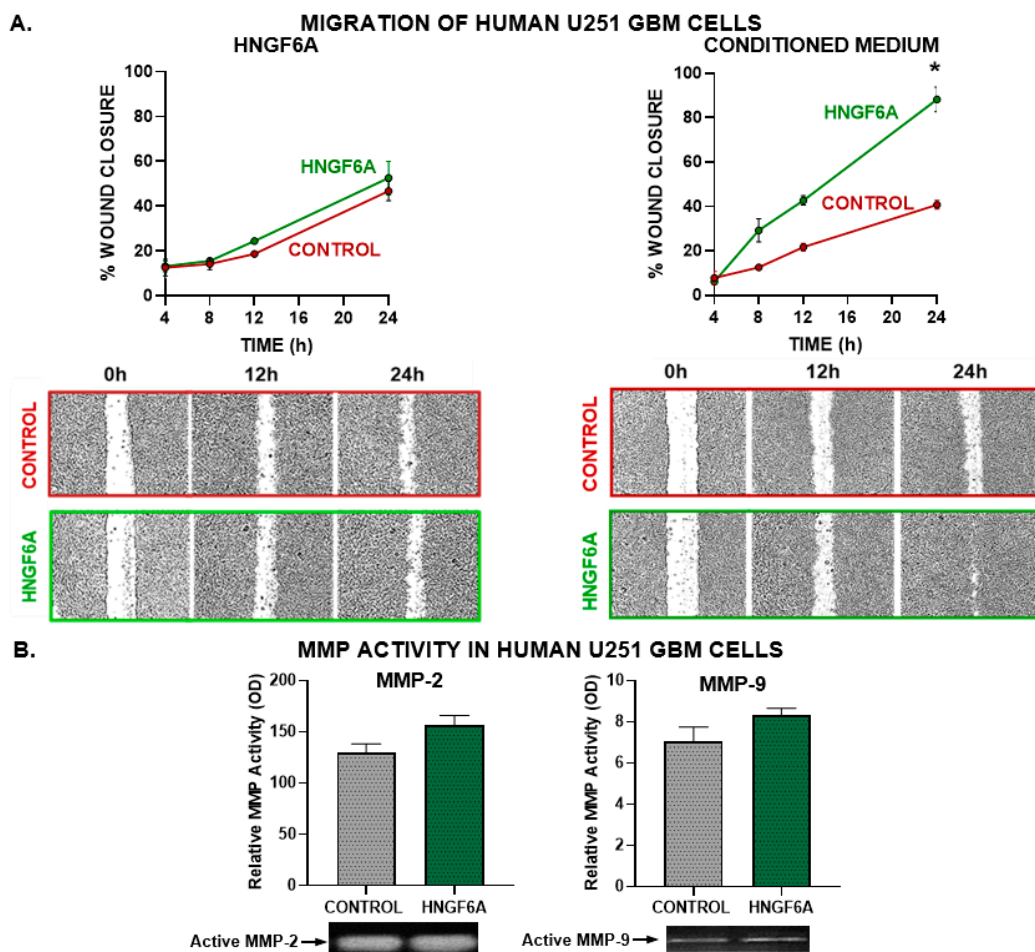 A. MIGRATION OF HUMAN U251 GBM CELLS
HNGF6A
% WOUND CLOSURE
100
80
60
40
20
0
HNGF6A
CONTROL
4 8 12 16 20 24
TIME (h)
CONDITIONED MEDIUM
% WOUND CLOSURE
100
80
60
40
20
0
*
HNGF6A
CONTROL
4 8 12 16 20 24
TIME (h)
0h 12h 24h
CONTROL
HNGF6A
0h 12h 24h
CONTROL
HNGF6A
B. MMP ACTIVITY IN HUMAN U251 GBM CELLS
MMP-2
Relative MMP Activity (OD)
200
150
100
50
0
CONTROL HNGF6A
Active MMP-2
MMP-9
Relative MMP Activity (OD)
10
8
6
4
2
0
CONTROL HNGF6A
Active MMP-9